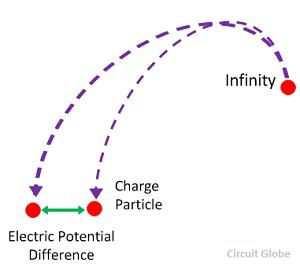 Infinity
Charge
Particle
Electric Potential
Difference
Circuit Globe